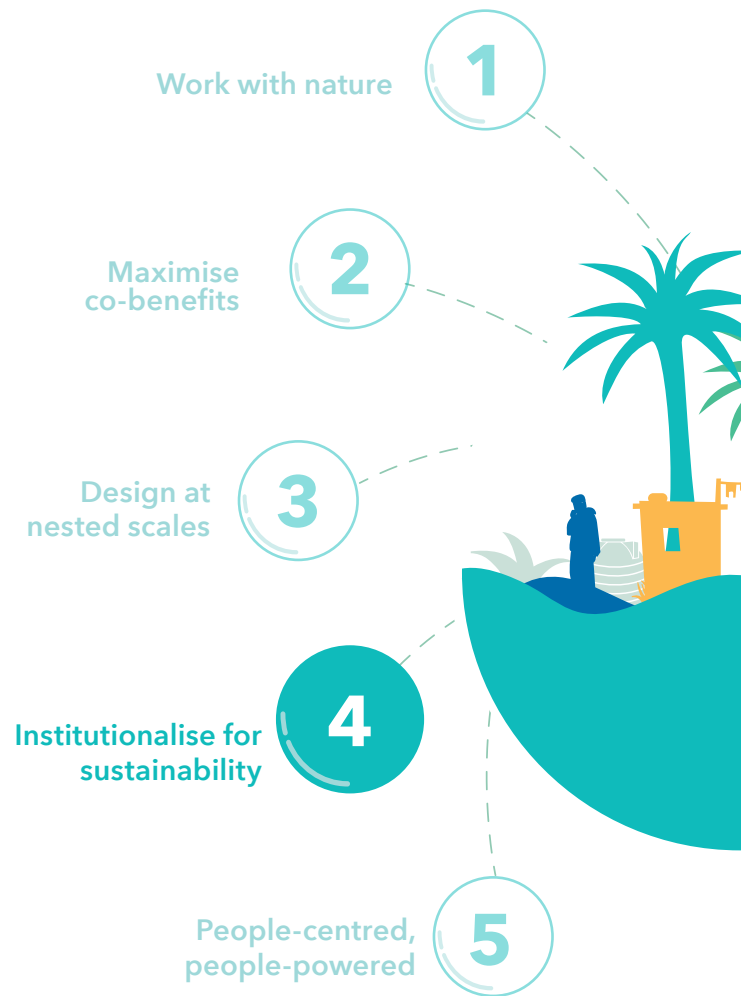 Work with nature
1
Maximise
co-benefits
2
Design at
nested scales
3
Institutionalise for
sustainability
4
People-centred,
people-powered
5